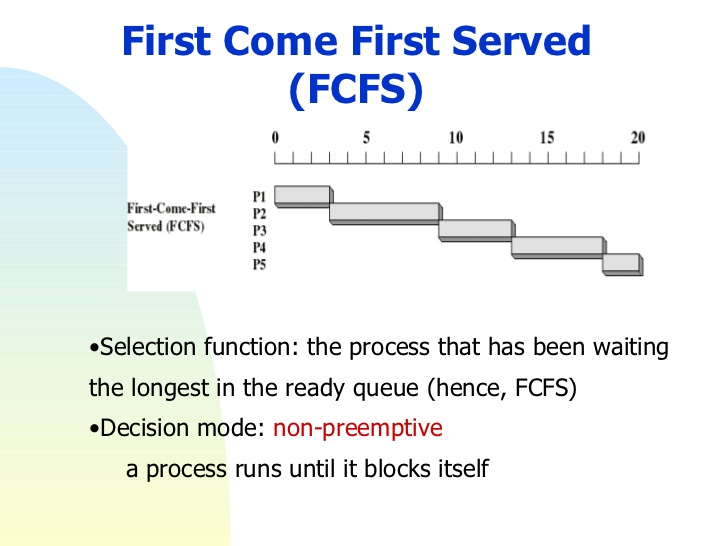 First Come First Served
(FCFS)
0 5 10 15 20
First-Come-First
Served (FCFS)
P1
P2
P3
P4
P5
•Selection function: the process that has been waiting
the longest in the ready queue (hence, FCFS)
•Decision mode: non-preemptive
a process runs until it blocks itself